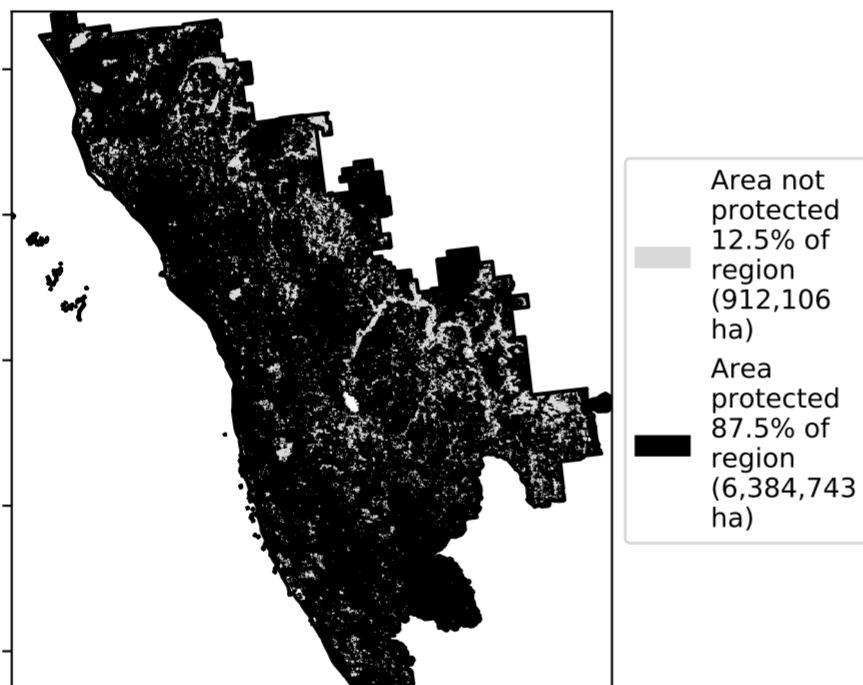 Area not
protected
12.5% of
region
(912,106
ha)
Area
protected
87.5% of
region
(6,384,743
ha)